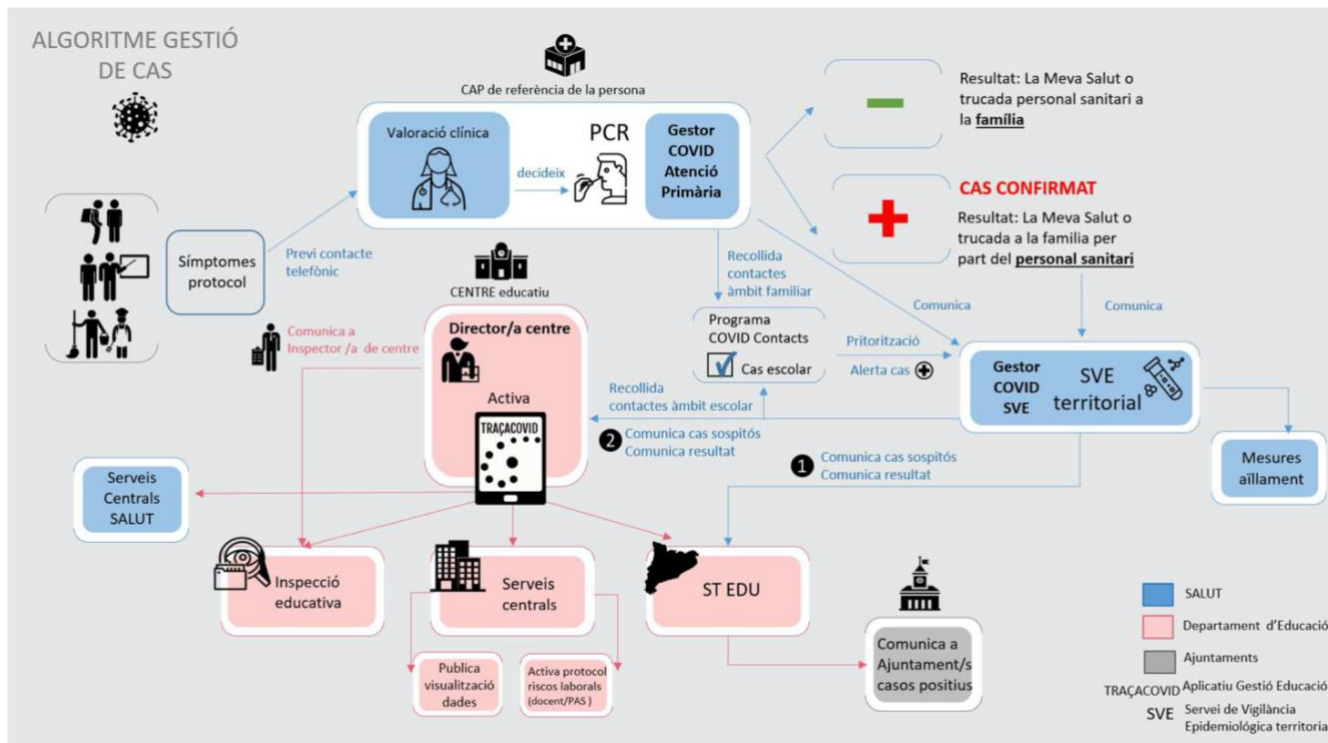 ALGORITME GESTIÓ
DE CAS
CAP de referència de la persona
Valoració clínica
decideix
PCR
Gestor
COVID
Atenció
Primària
Resultat: La Meva Salut o
trucada personal sanitari a
la família
CAS CONFIRMAT
Resultat: La Meva Salut o
trucada a la familia per
part del personal sanitari
Símptomes
protocol
Previ contacte
telefònic
CENTRE educatiu
Recollida
contactes
àmbit familiar
Comunica
Comunica
Comunica a
Inspector /a de centre
Director/a centre
Activa
TRAÇACOVID
Programa
COVID Contacts
Cas escolar
Pritorització
Alerta cas
Gestor
COVID
SVE
SVE
territorial
Recollida
contactes àmbit escolar
2 Comunica cas sospitós
Comunica resultat
1 Comunica cas sospitós
Comunica resultat
Mesures
aïllament
Serveis
Centrals
SALUT
Inspecció
educativa
Serveis
centrals
ST EDU
Publica
visualització
dades
Activa protocol
riscos laborals
(docent/PAS )
Comunica a
Ajuntament/s
casos positius
SALUT
Departament d'Educació
Ajuntaments
TRAÇACOVID Aplicatiu Gestió Educació
SVE Servei de Vigilància
Epidemiológica territoria